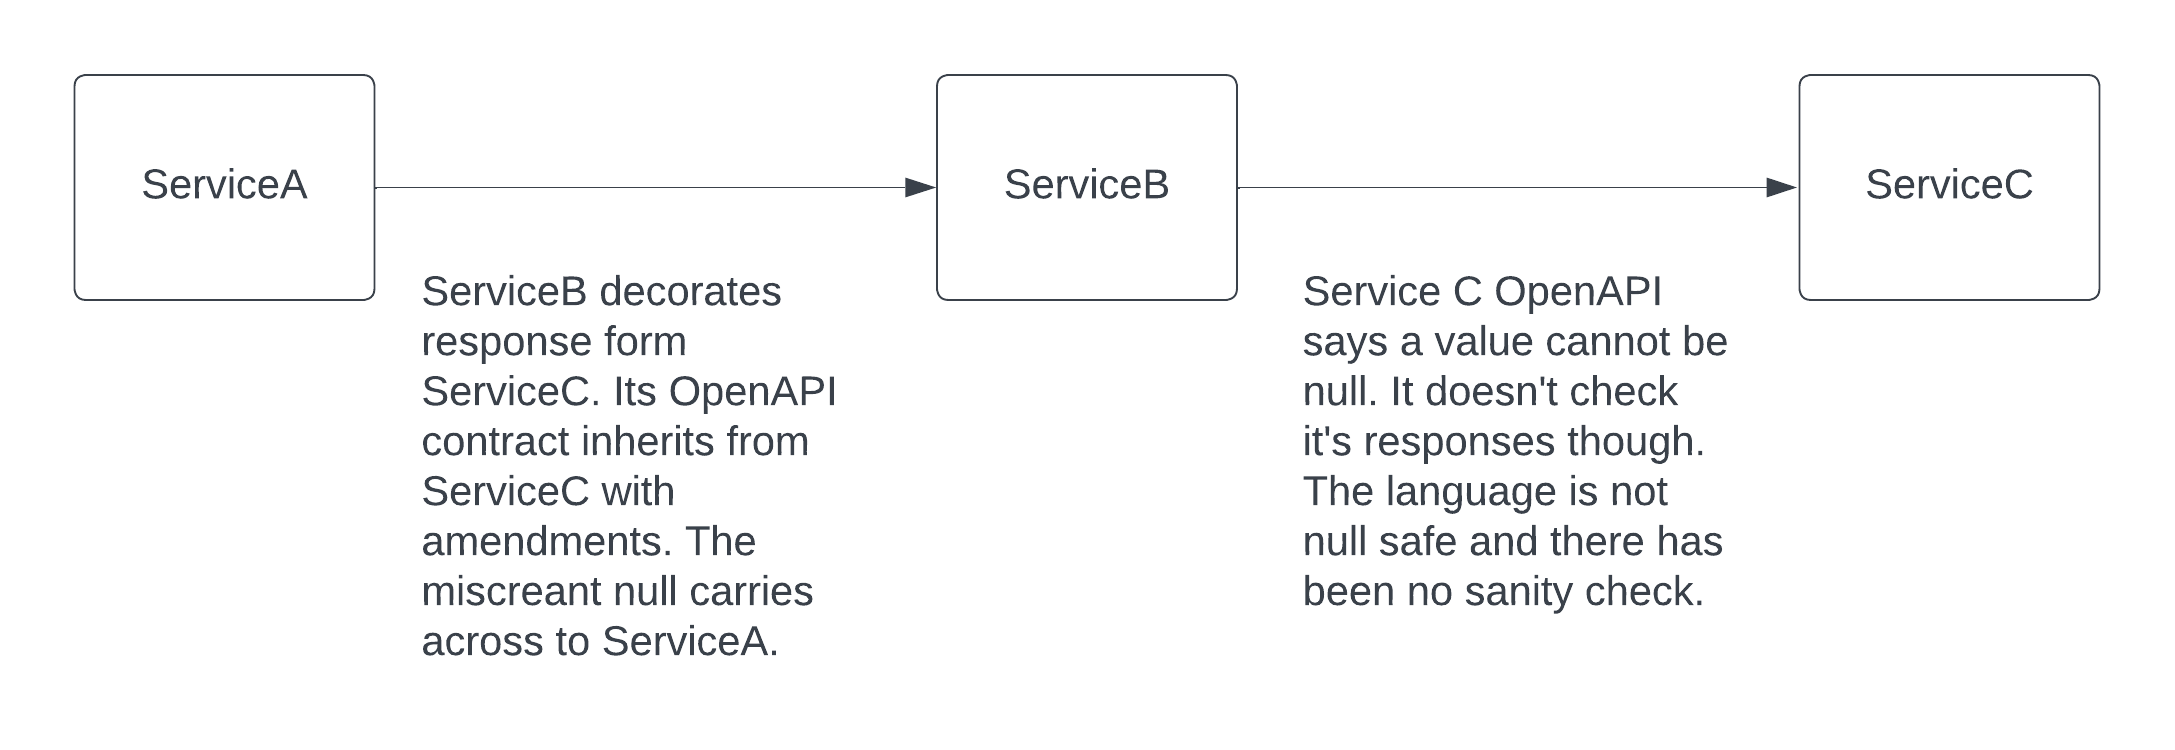 ServiceA
ServiceB
ServiceC
ServiceB decorates
response form
ServiceC. Its OpenAPI
contract inherits from
ServiceC with
amendments. The
miscreant null carries
across to ServiceA.
Service C OpenAPI
says a value cannot be
null. It doesn't check
it's responses though.
The language is not
null safe and there has
been no sanity check.